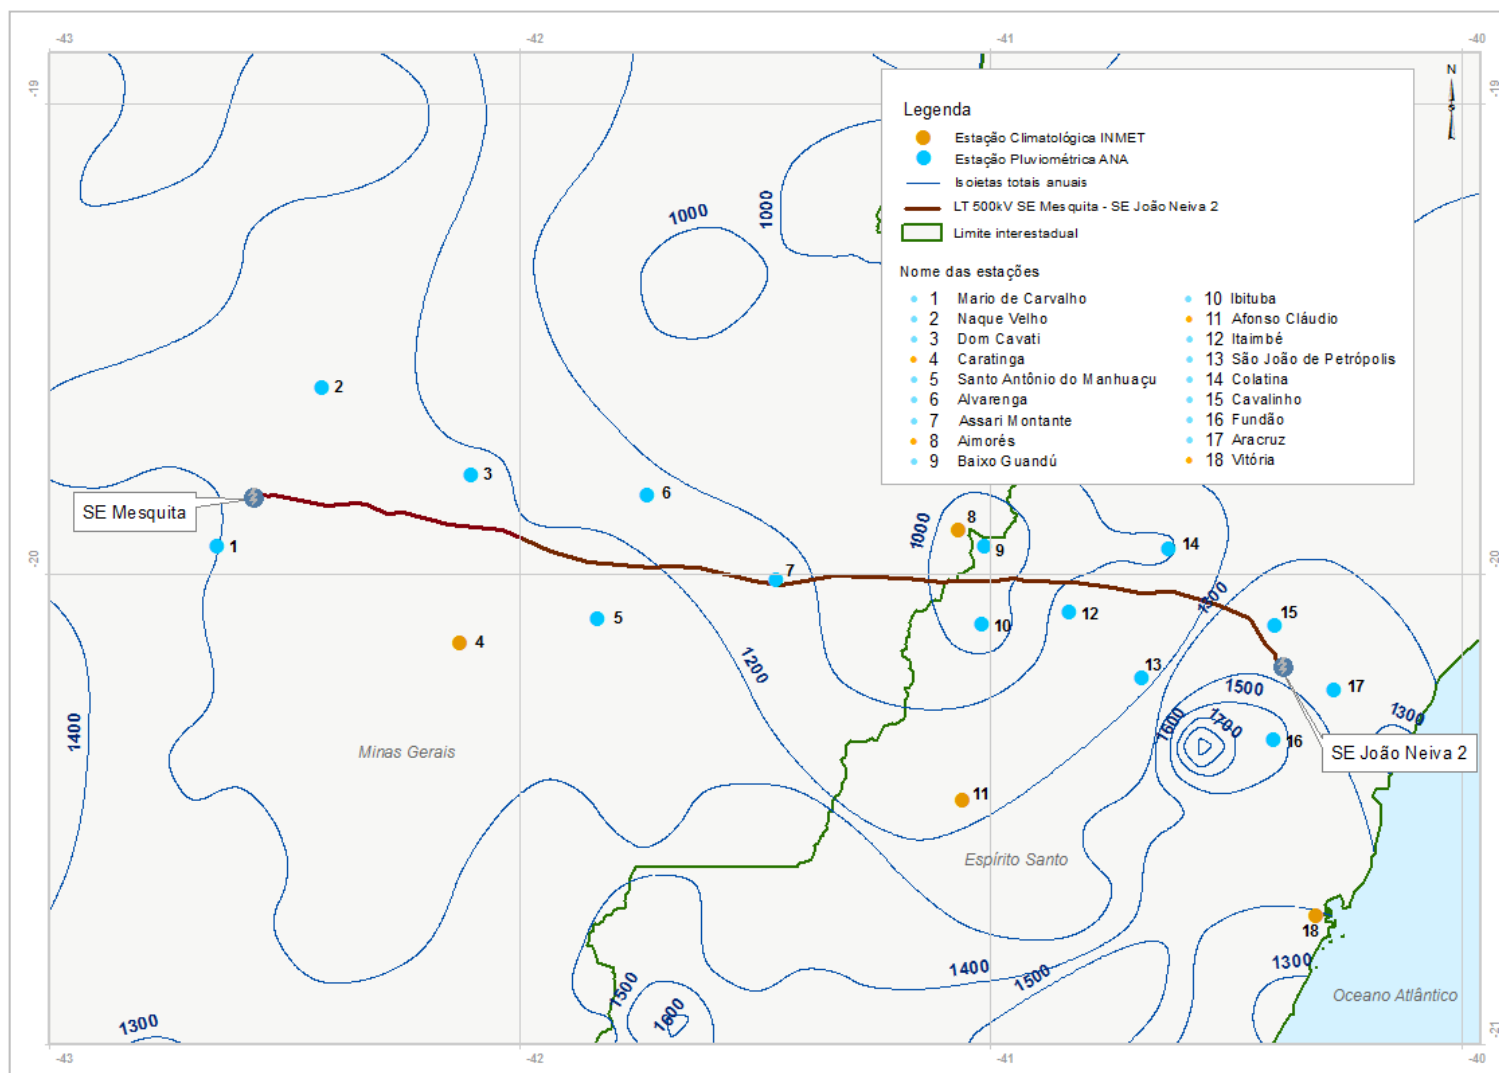 -43
-42
-41
-40
-19
-19
N
Legenda
Estação Climatológica INMET
Estação Pluviométrica ANA
Isoietas totais anuais
LT 500kV SE Mesquita - SE João Neiva 2
Limite interestadual
Nome das estações
1 Mario de Carvalho
2 Naque Velho
3 Dom Cavati
4 Caratinga
5 Santo Antônio do Manhuaçu
6 Alvarenga
7 Assari Montante
8 Aimorés
9 Baixo Guandú
10 Ibituba
11 Afonso Cláudio
12 Itaimbé
13 São João de Petrópolis
14 Colatina
15 Cavalinho
16 Fundão
17 Aracruz
18 Vitória
1000
1000
2
3
6
SE Mesquita
1
8
1000
9
14
-20
-20
7
1300
5
10
12
15
4
1200
13
1500
17
1400
1600
1700
1300
16
Minas Gerais
SE João Neiva 2
11
Espírito Santo
18
1400
1500
1300
1500
1600
Oceano Atlântico
1300
-21
-43
-42
-41
-40